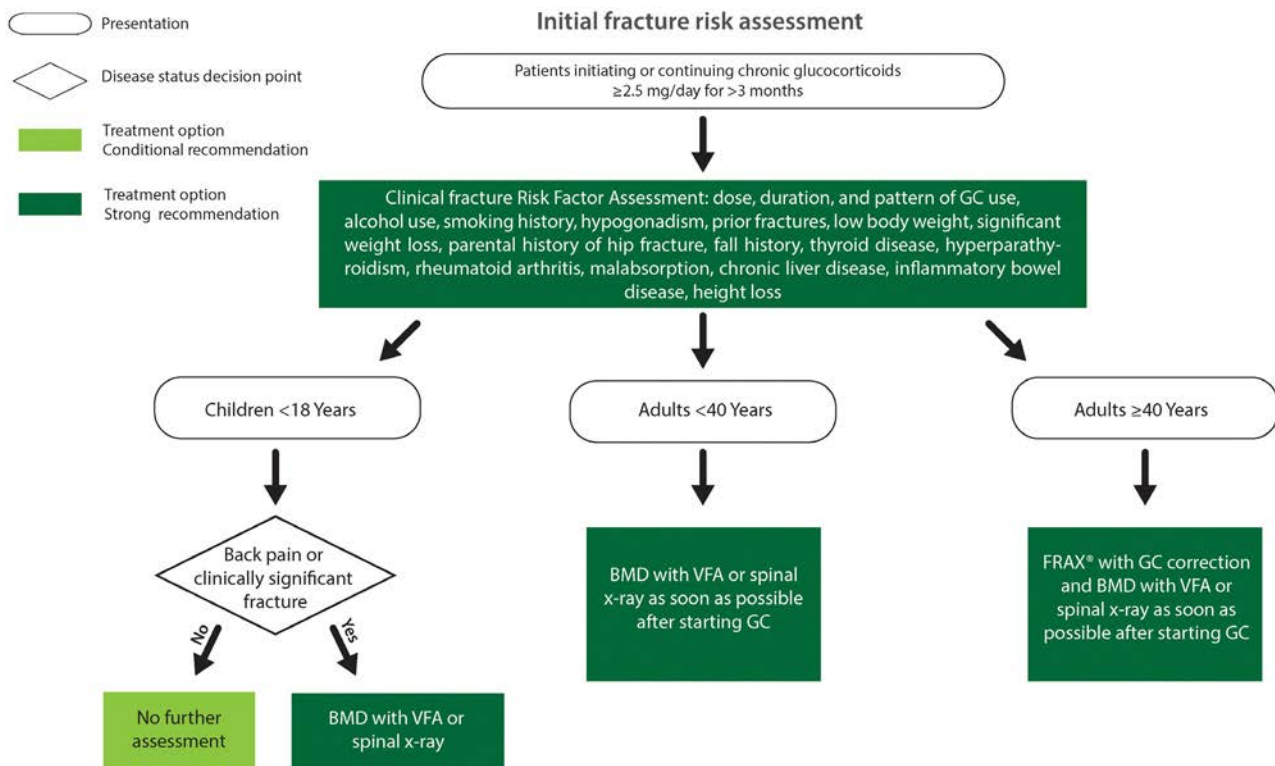 Initial fracture risk assessment
Presentation
Disease status decision point
Treatment option
Conditional recommendation
Treatment option
Strong recommendation
Patients initiating or continuing chronic glucocorticoids
≥2.5 mg/day for >3 months
Clinical fracture Risk Factor Assessment: dose, duration, and pattern of GC use,
alcohol use, smoking history, hypogonadism, prior fractures, low body weight, significant
weight loss, parental history of hip fracture, fall history, thyroid disease, hyperparathy-
roidism, rheumatoid arthritis, malabsorption, chronic liver disease, inflammatory bowel
disease, height loss
Children <18 Years
Adults <40 Years
Adults ≥40 Years
Back pain or
clinically significant
fracture
No
Yes
No further
assessment
BMD with VFA or
spinal x-ray
BMD with VFA or spinal
x-ray as soon as possible
after starting GC
FRAX® with GC correction
and BMD with VFA or
spinal x-ray as soon as
possible after starting GC